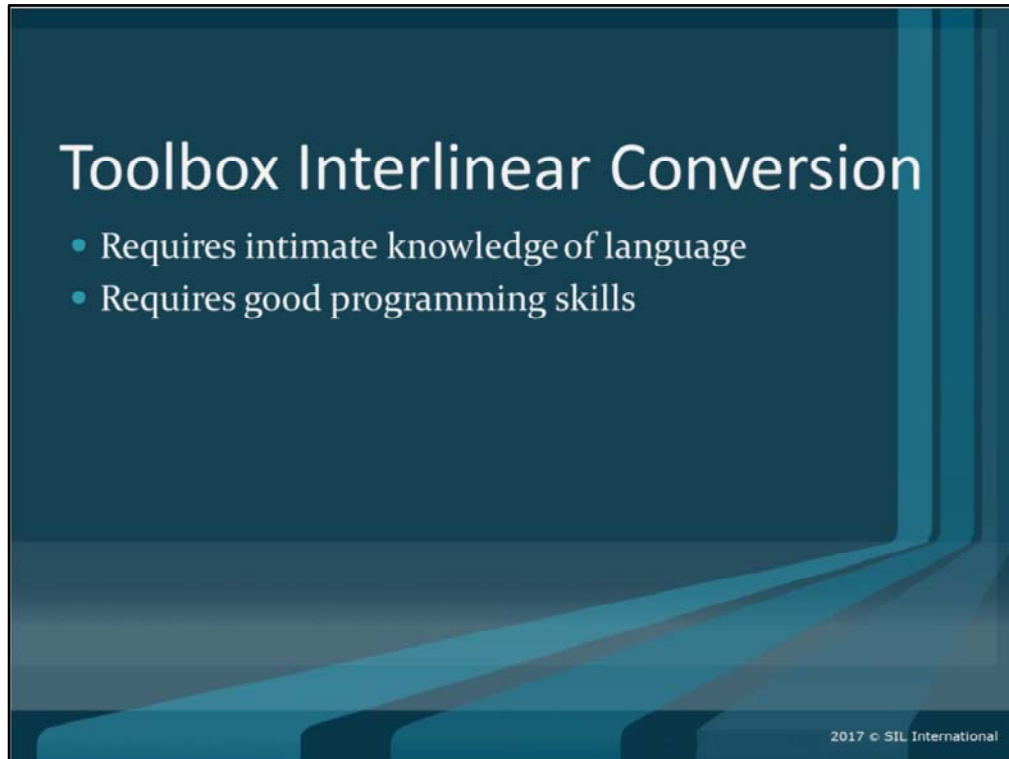 Toolbox Interlinear Conversion
• Requires intimate knowledge of language
• Requires good programming skills
2017 © SIL International